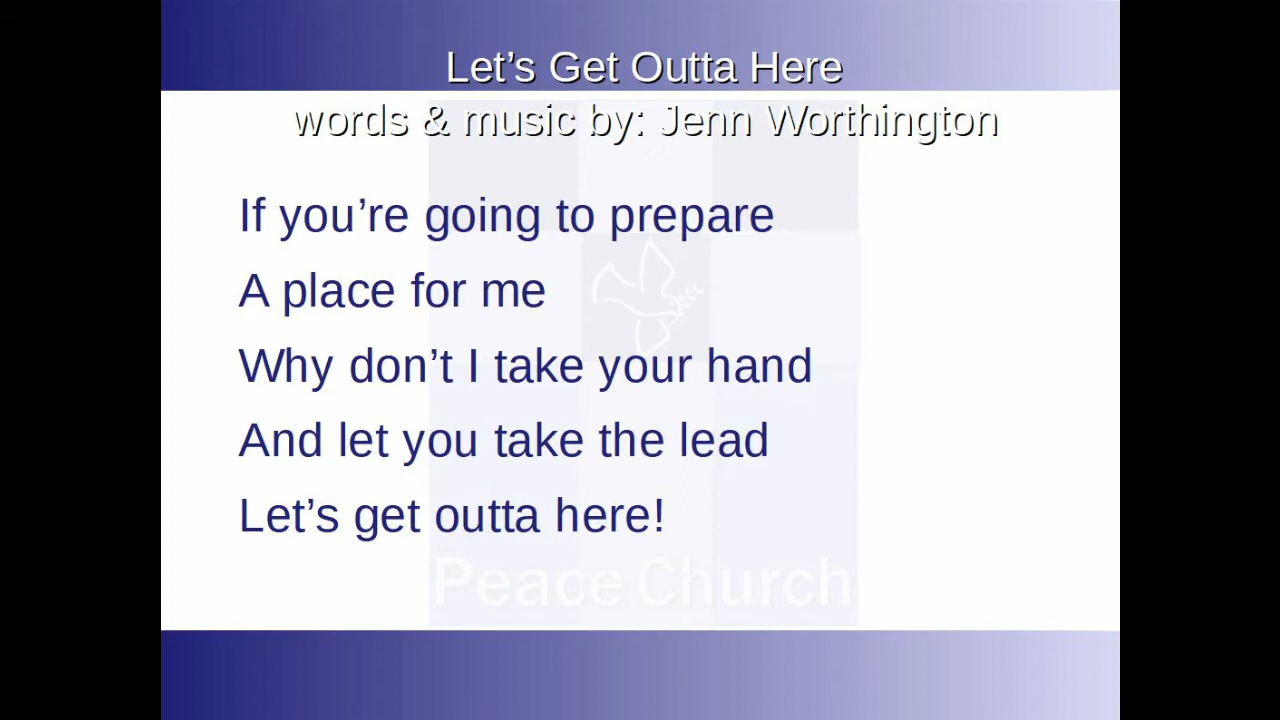 Let’s Get Outta Here
words & music by: Jenn Worthington
If you’re going to prepare
A place for me
Why don’t I take your hand
And let you take the lead
Let’s get outta here!
Peace Church